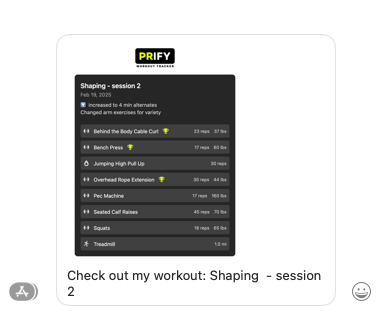 PRIFY
WORKOUT TRACKER
Shaping - session 2
Feb 19, 2025
increased to 4 min alternates
Changed arm exercises for variety
Behind the Body Cable Curl 23 reps 37 lbs
Bench Press 17 reps 60 lbs
Jumping High Pull Up 30 reps
Overhead Rope Extension 30 reps 44 lbs
Pec Machine 17 reps 160 lbs
Seated Calf Raises 45 reps 70 lbs
Squats 18 reps 65 lbs
Treadmill 1.0 mi
Check out my workout: Shaping - session
2